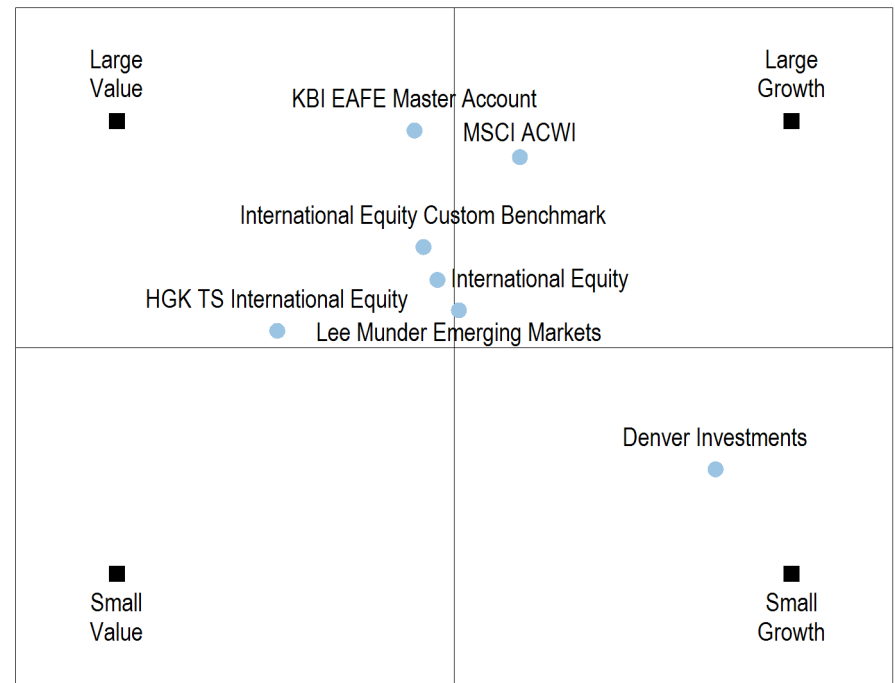 Large
Value
Large
Growth
KBI EAFE Master Account
MSCI ACWI
International Equity Custom Benchmark
International Equity
HGK TS International Equity
Lee Munder Emerging Markets
Denver Investments
Small
Value
Small
Growth